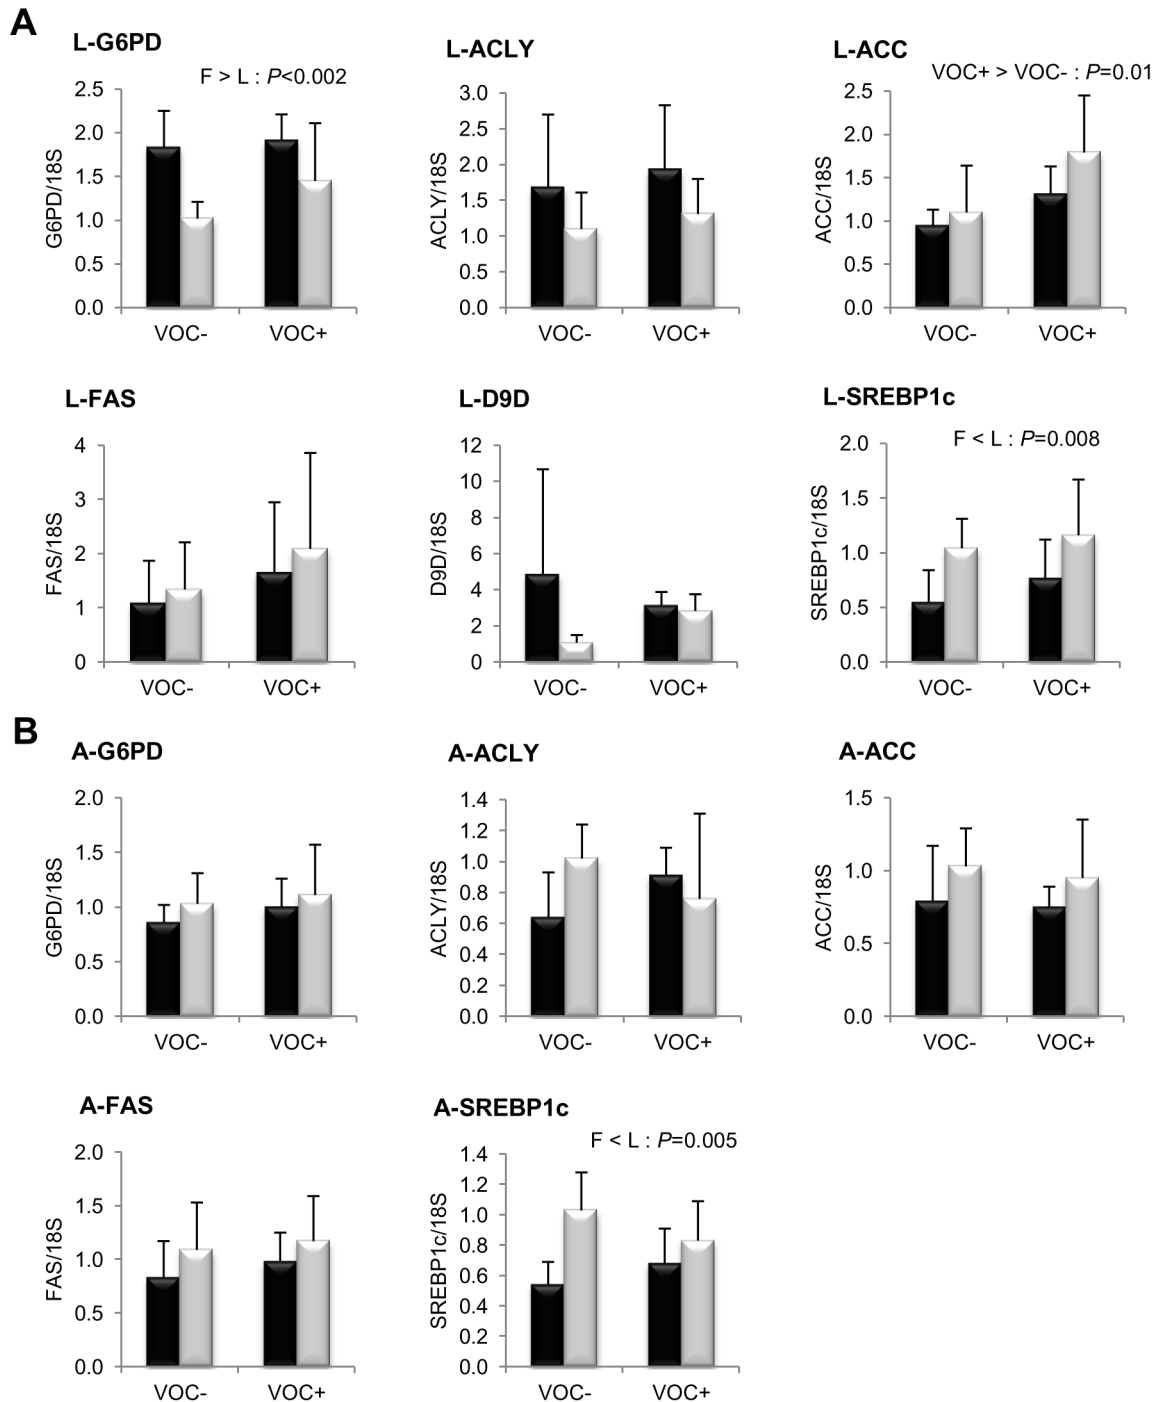 A
L-G6PD
F > L : P<0.002
2.5
2.0
1.5
1.0
0.5
0.0
G6PD/18S
VOC- VOC+
L-ACLY
3.0
2.5
2.0
1.5
1.0
0.5
0.0
ACLY/18S
VOC- VOC+
L-ACC
VOC+ > VOC- : P=0.01
2.5
2.0
1.5
1.0
0.5
0.0
ACC/18S
VOC- VOC+
L-FAS
4
3
2
1
0
FAS/18S
VOC- VOC+
L-D9D
12
10
8
6
4
2
0
D9D/18S
VOC- VOC+
L-SREBP1c
F < L : P=0.008
2.0
1.5
1.0
0.5
0.0
SREBP1c/18S
VOC- VOC+
B
A-G6PD
2.0
1.5
1.0
0.5
0.0
G6PD/18S
VOC- VOC+
A-ACLY
1.4
1.2
1.0
0.8
0.6
0.4
0.2
0.0
ACLY/18S
VOC- VOC+
A-ACC
1.5
1.0
0.5
0.0
ACC/18S
VOC- VOC+
A-FAS
2.0
1.5
1.0
0.5
0.0
FAS/18S
VOC- VOC+
A-SREBP1c
F < L : P=0.005
1.4
1.2
1.0
0.8
0.6
0.4
0.2
0.0
SREBP1c/18S
VOC- VOC+